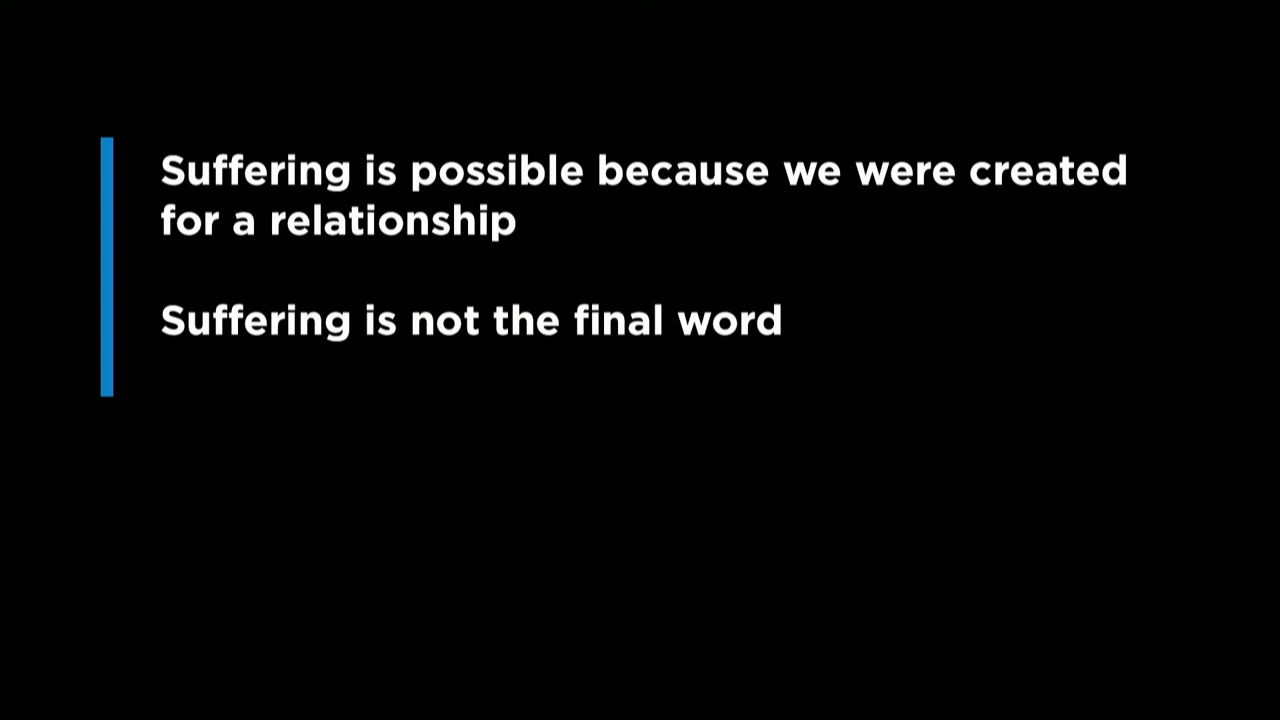 Suffering is possible because we were created
for a relationship
Suffering is not the final word